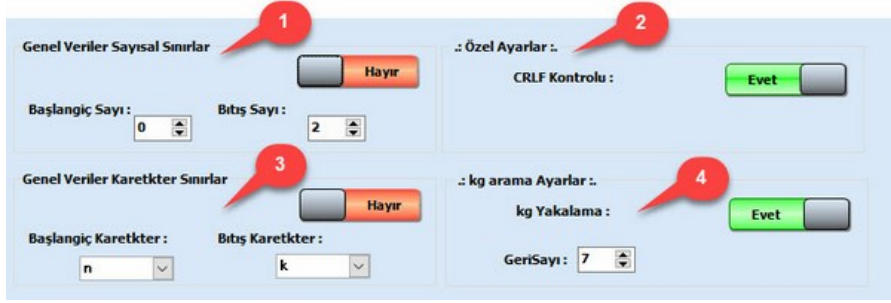 1
Genel Veriler Sayısal Sınırlar
Hayır
Başlangiç Sayı :
Bıtış Sayı :
0
2
2
.: Özel Ayarlar :.
CRLF Kontrolu :
Evet
3
Genel Veriler Karetkter Sınırlar
Hayır
Başlangiç Karetkter :
Bıtış Karetkter :
n
k
4
.: kg arama Ayarlar :.
kg Yakalama :
Evet
GeriSayı :
7